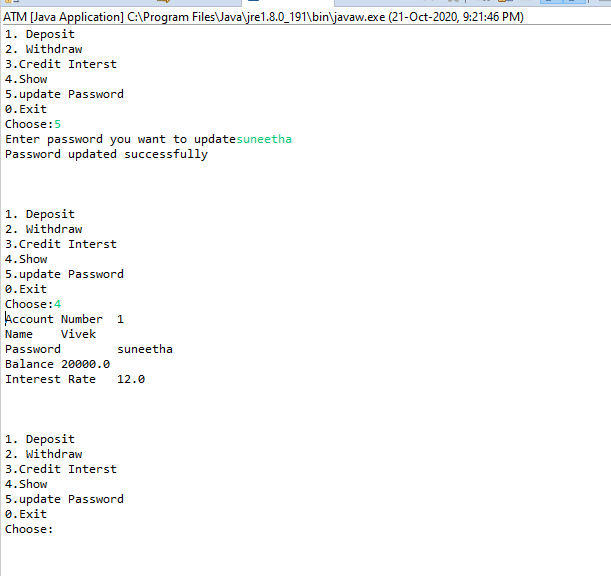 ATM [Java Application] C:\Program Files\Java\jre1.8.0_191\bin\javaw.exe (21-Oct-2020, 9:21:46 PM)
1. Deposit
2. Withdraw
3.Credit Interst
4.Show
5.update Password
0.Exit
Choose:5
Enter password you want to updatesuneetha
Password updated successfully
1. Deposit
2. Withdraw
3.Credit Interst
4.Show
5.update Password
0.Exit
Choose:4
Account Number 1
Name Vivek
Password suneetha
Balance 20000.0
Interest Rate 12.0
1. Deposit
2. Withdraw
3.Credit Interst
4.Show
5.update Password
0.Exit
Choose: